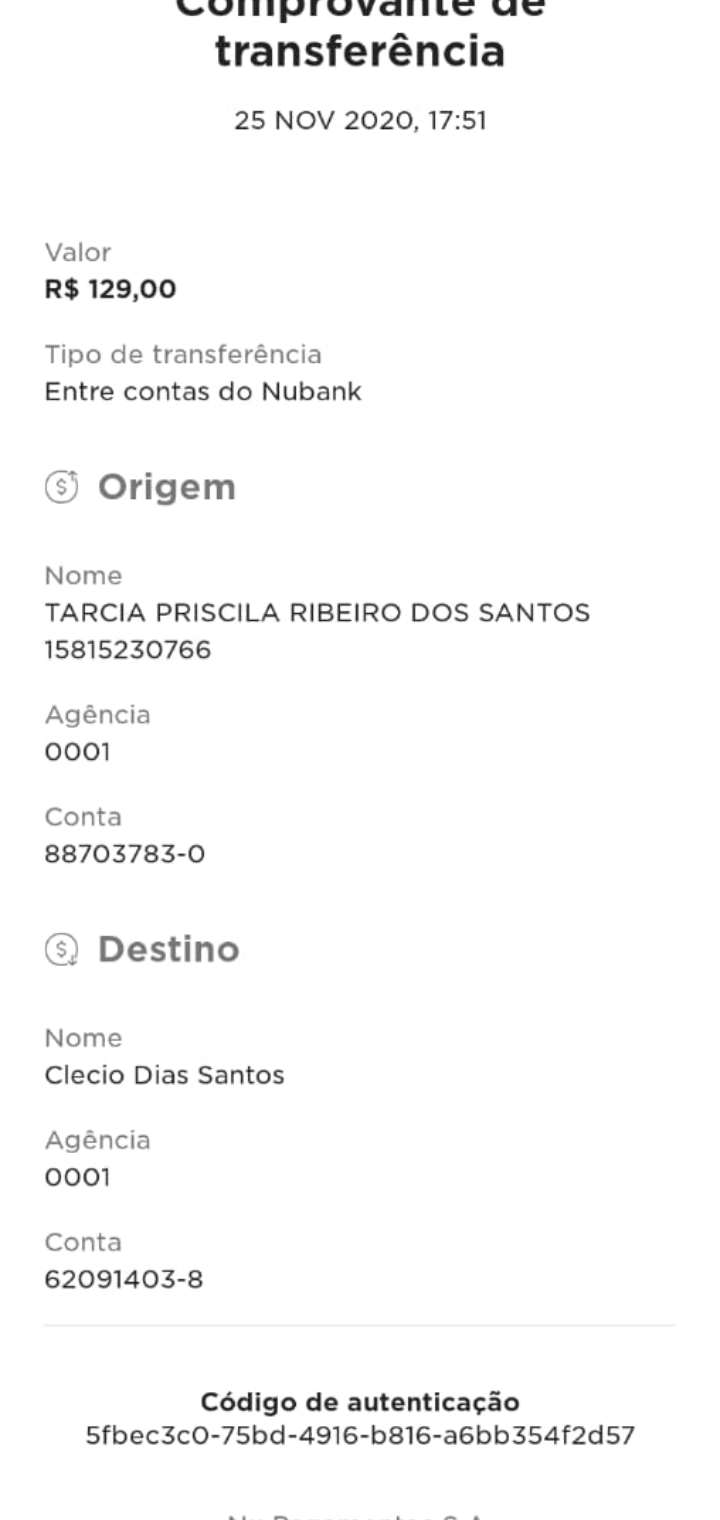 Comprovante de
transferência
25 NOV 2020, 17:51
Valor
R$ 129,00
Tipo de transferência
Entre contas do Nubank
Origem
Nome
TARCIA PRISCILA RIBEIRO DOS SANTOS
15815230766
Agência
0001
Conta
88703783-0
Destino
Nome
Clecio Dias Santos
Agência
0001
Conta
62091403-8
Código de autenticação
5fbec3c0-75bd-4916-b816-a6bb354f2d57
Nu Pagamentos S.A.